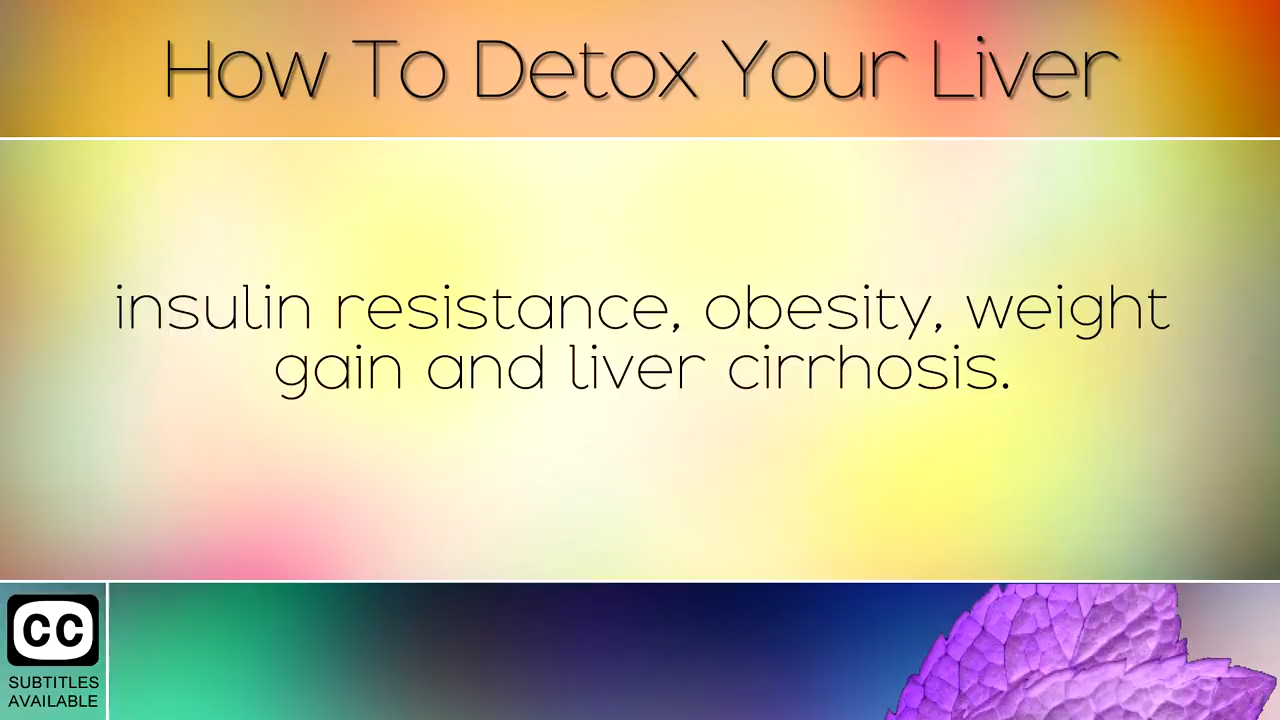 How To Detox Your Liver
insulin resistance, obesity, weight
gain and liver cirrhosis.
CC
SUBTITLES
AVAILABLE